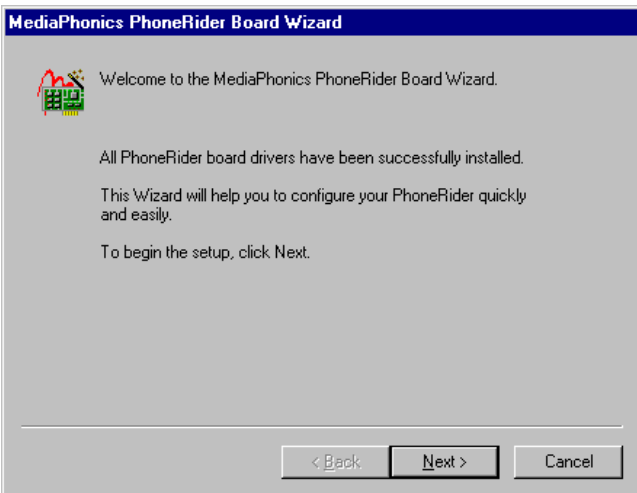 MediaPhonics PhoneRider Board Wizard
Welcome to the MediaPhonics PhoneRider Board Wizard.
All PhoneRider board drivers have been successfully installed.
This Wizard will help you to configure your PhoneRider quickly
and easily.
To begin the setup, click Next.
< Back
Next >
Cancel